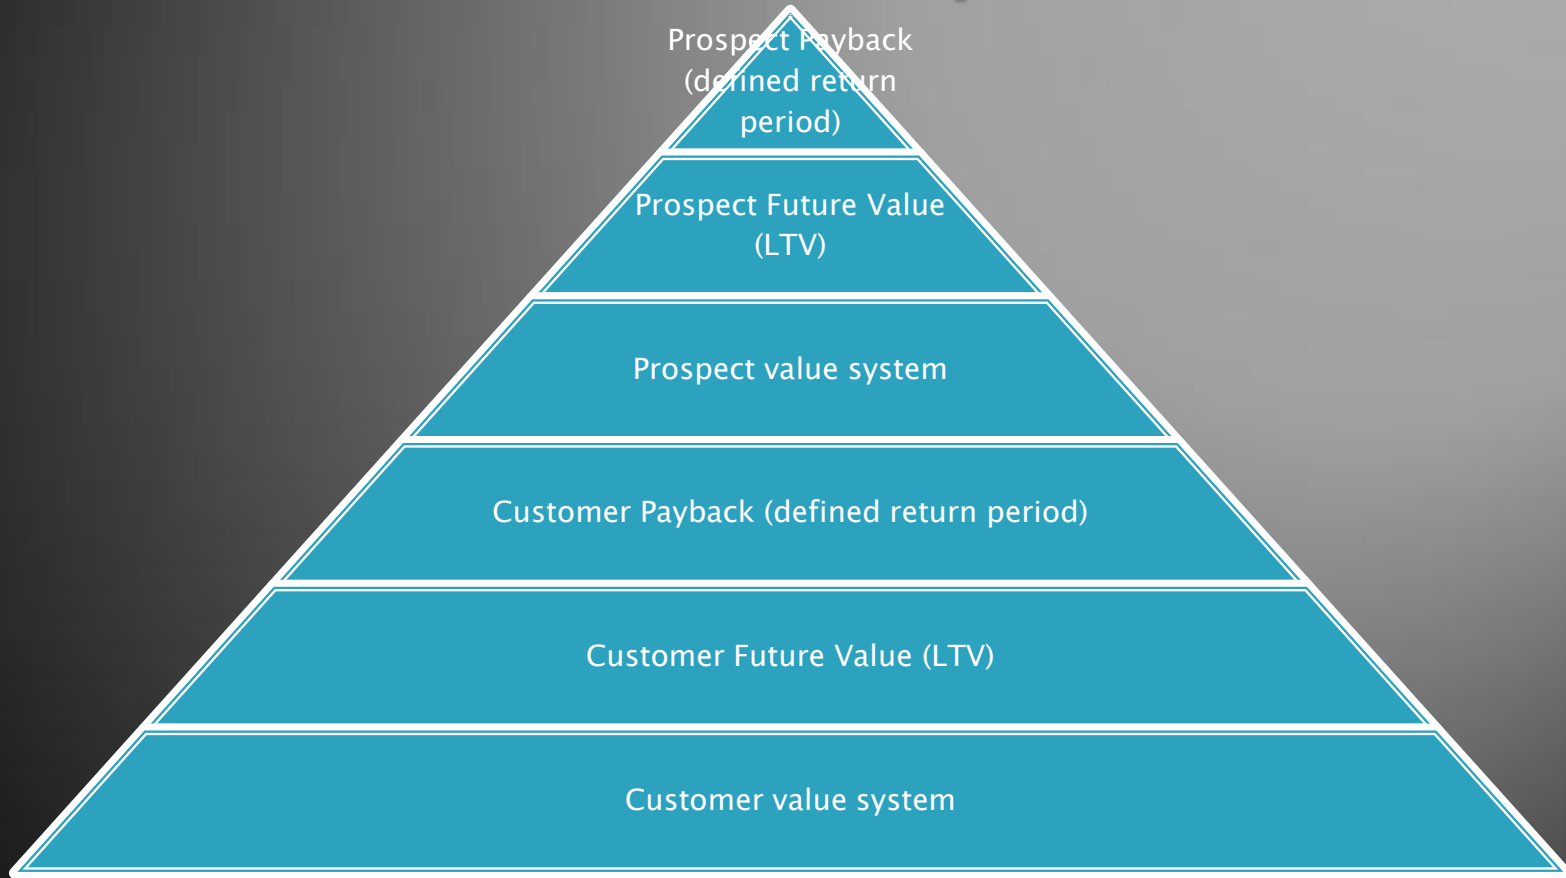 Prospect Payback
(defined return
period)
Prospect Future Value
(LTV)
Prospect value system
Customer Payback (defined return period)
Customer Future Value (LTV)
Customer value system